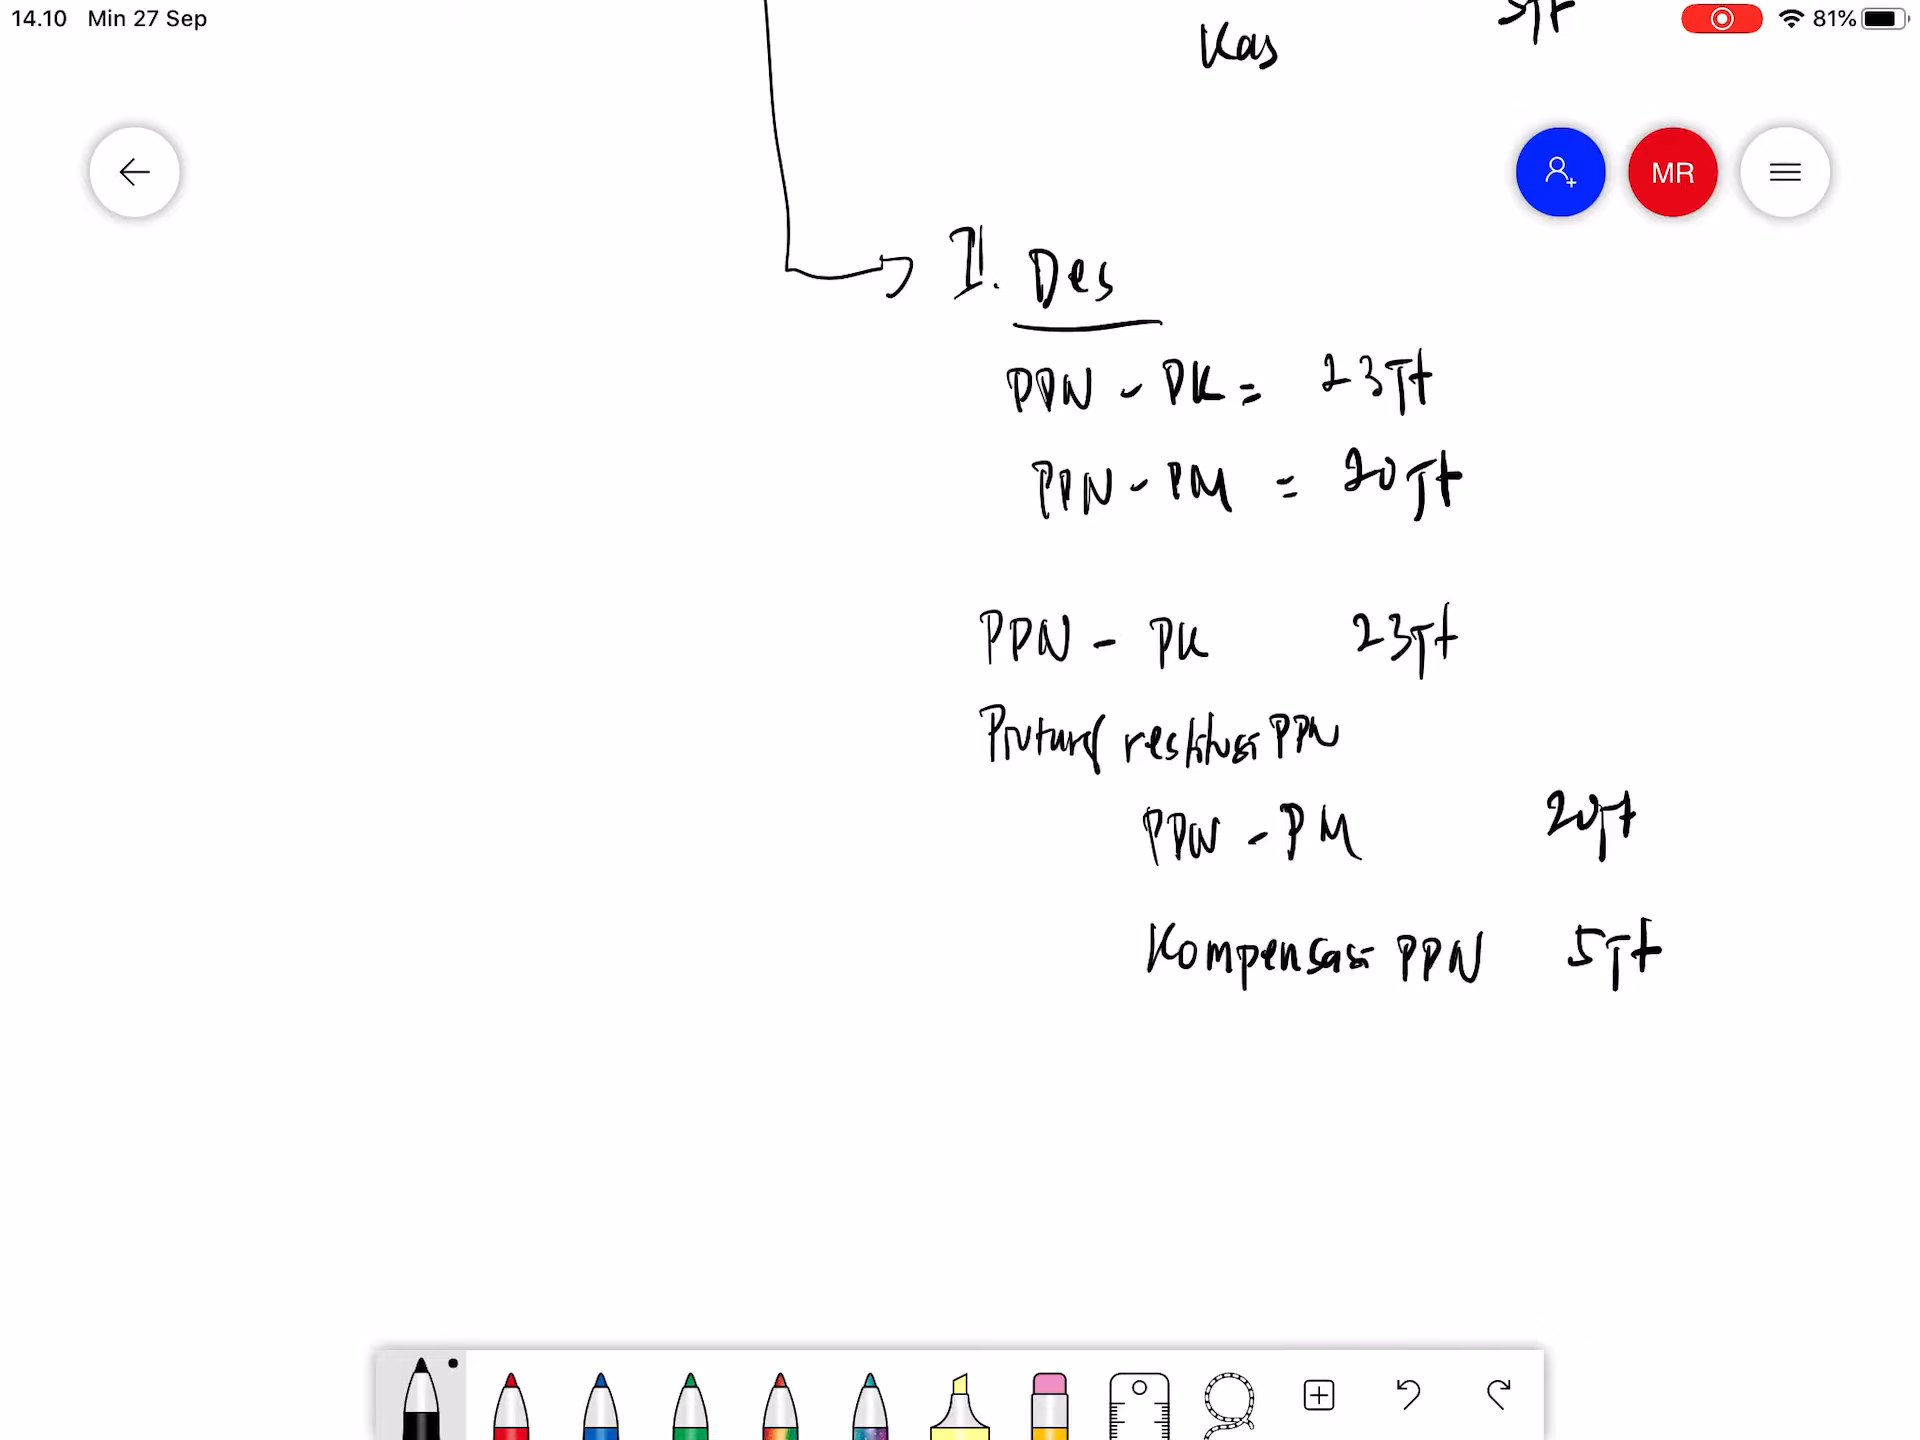 14.10 Min 27 Sep
81%
Kas 5Jt
MR
II. Des
PPN - PK = 23Jt
PPN - PM = 20Jt
PPN - PK 23Jt
Piutang restitusi PPN
PPN - PM 20Jt
Kompensasi PPN 5Jt